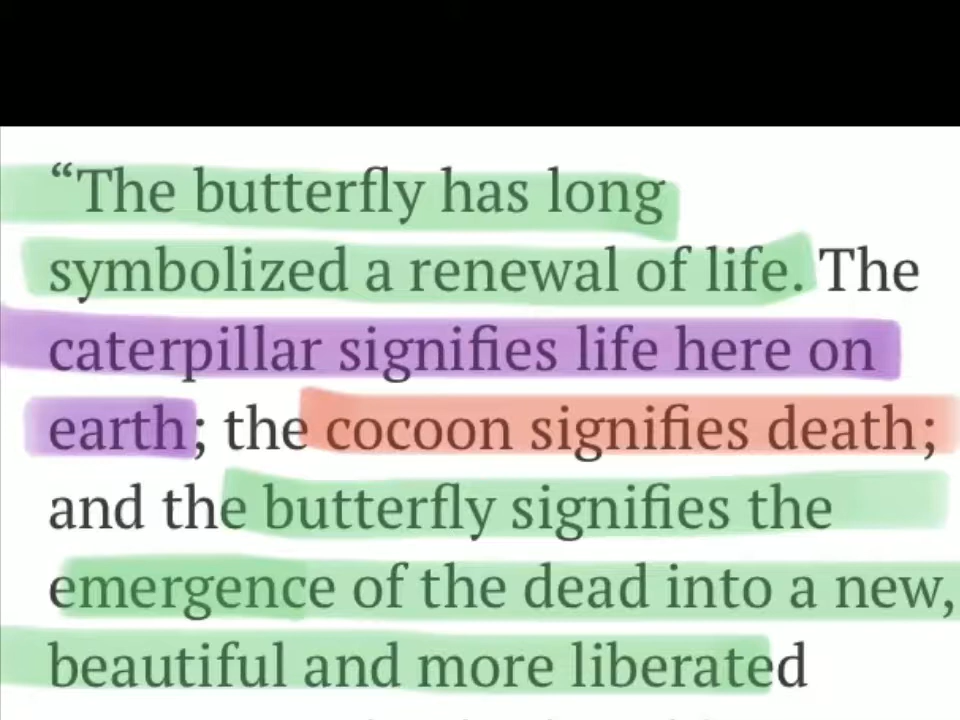 “The butterfly has long
symbolized a renewal of life. The
caterpillar signifies life here on
earth; the cocoon signifies death;
and the butterfly signifies the
emergence of the dead into a new,
beautiful and more liberated